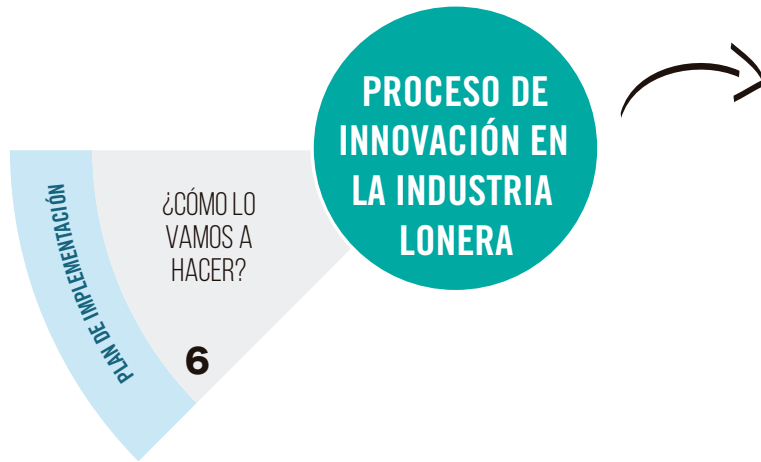 PROCESO DE
INNOVACIÓN EN
LA INDUSTRIA
LONERA
¿CÓMO LO
VAMOS A
HACER?
6
PLAN DE IMPLEMENTACIÓN